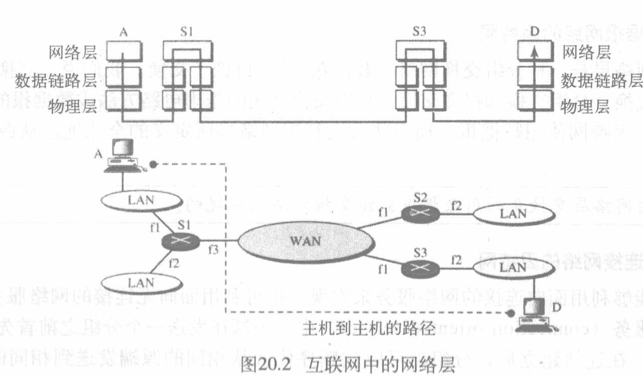 A S1 S3 D
网络层 网络层
数据链路层 数据链路层
物理层 物理层
A
LAN
f1
S1
f3
f2
LAN
WAN
S2
f1 f2
LAN
S3
f1 f2
LAN
D
主机到主机的路径
图20.2 互联网中的网络层